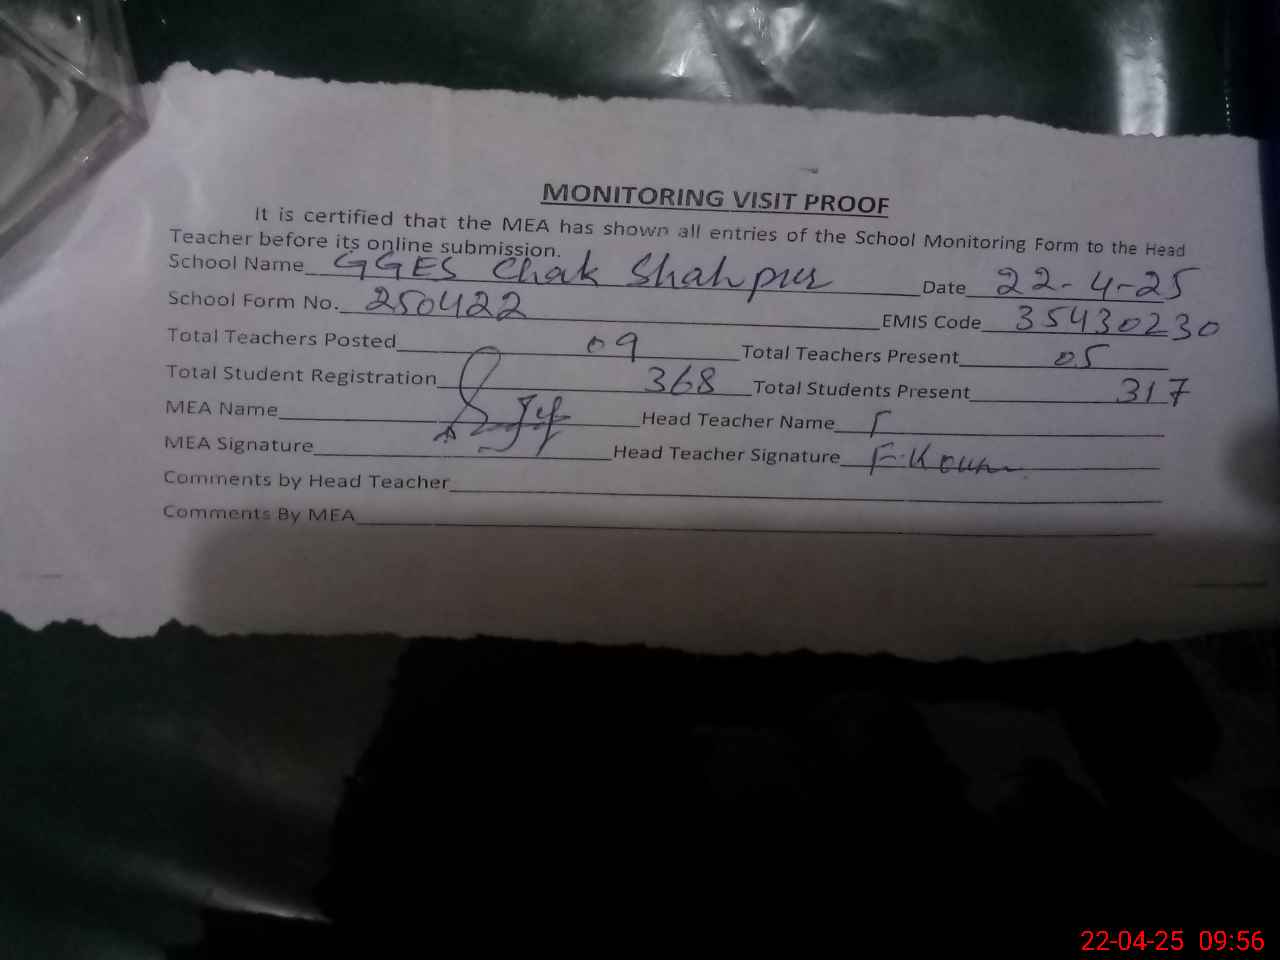 MONITORING VISIT PROOF
It is certified that the MEA has shown all entries of the School Monitoring Form to the Head
Teacher before its online submission.
School Name GGES Chak Shahpur Date 22-4-25
School Form No. 250422 EMIS Code 35430230
Total Teachers Posted 09 Total Teachers Present 05
Total Student Registration 368 Total Students Present 317
MEA Name Head Teacher Name F
MEA Signature Head Teacher Signature
Comments by Head Teacher
Comments By MEA
22-04-25 09:56